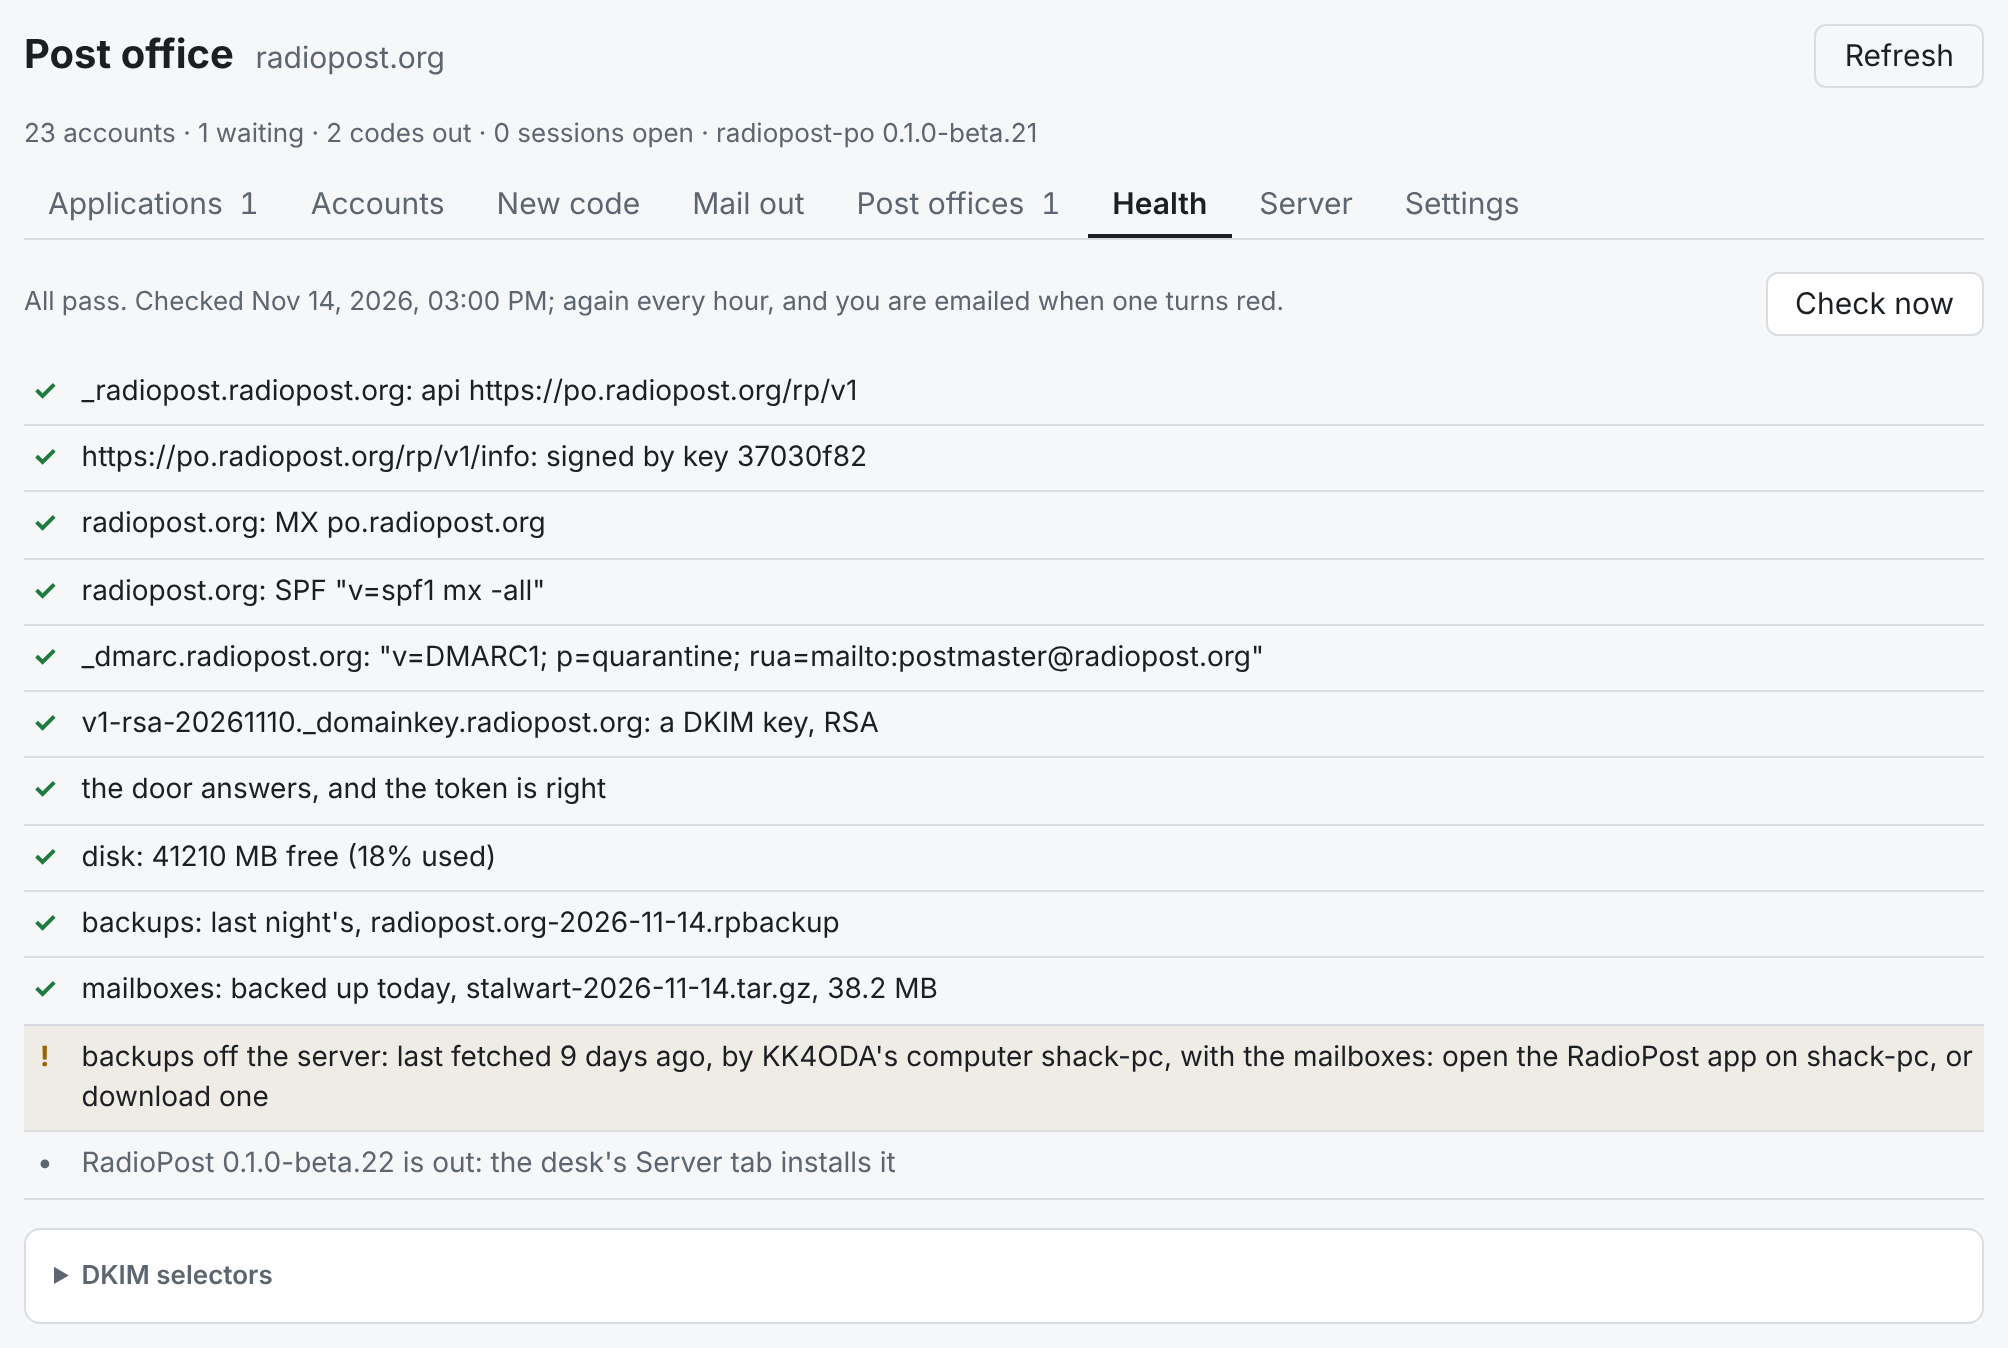 Post office radiopost.org
Refresh
23 accounts · 1 waiting · 2 codes out · 0 sessions open · radiopost-po 0.1.0-beta.21
Applications 1 Accounts New code Mail out Post offices 1 Health Server Settings
All pass. Checked Nov 14, 2026, 03:00 PM; again every hour, and you are emailed when one turns red.
Check now
_radiopost.radiopost.org: api https://po.radiopost.org/rp/v1
https://po.radiopost.org/rp/v1/info: signed by key 37030f82
radiopost.org: MX po.radiopost.org
radiopost.org: SPF "v=spf1 mx -all"
_dmarc.radiopost.org: "v=DMARC1; p=quarantine; rua=mailto:postmaster@radiopost.org"
v1-rsa-20261110._domainkey.radiopost.org: a DKIM key, RSA
the door answers, and the token is right
disk: 41210 MB free (18% used)
backups: last night's, radiopost.org-2026-11-14.rpbackup
mailboxes: backed up today, stalwart-2026-11-14.tar.gz, 38.2 MB
! backups off the server: last fetched 9 days ago, by KK4ODA's computer shack-pc, with the mailboxes: open the RadioPost app on shack-pc, or
download one
• RadioPost 0.1.0-beta.22 is out: the desk's Server tab installs it
DKIM selectors